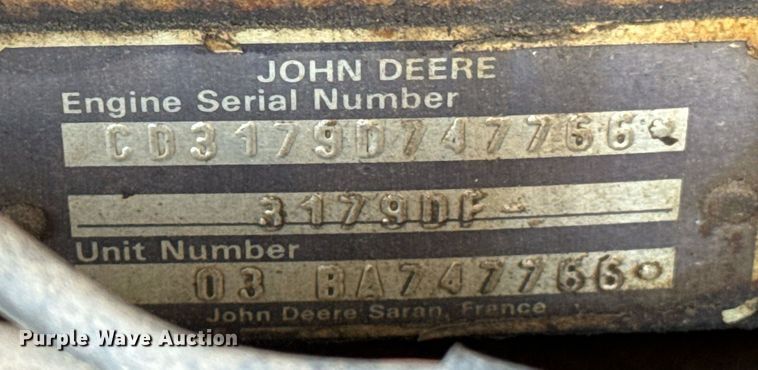 JOHN DEERE
Engine Serial Number
CD3179D747766
3179DF-
Unit Number
03 BA747766
John Deere Saran, France
Purple Wave Auction